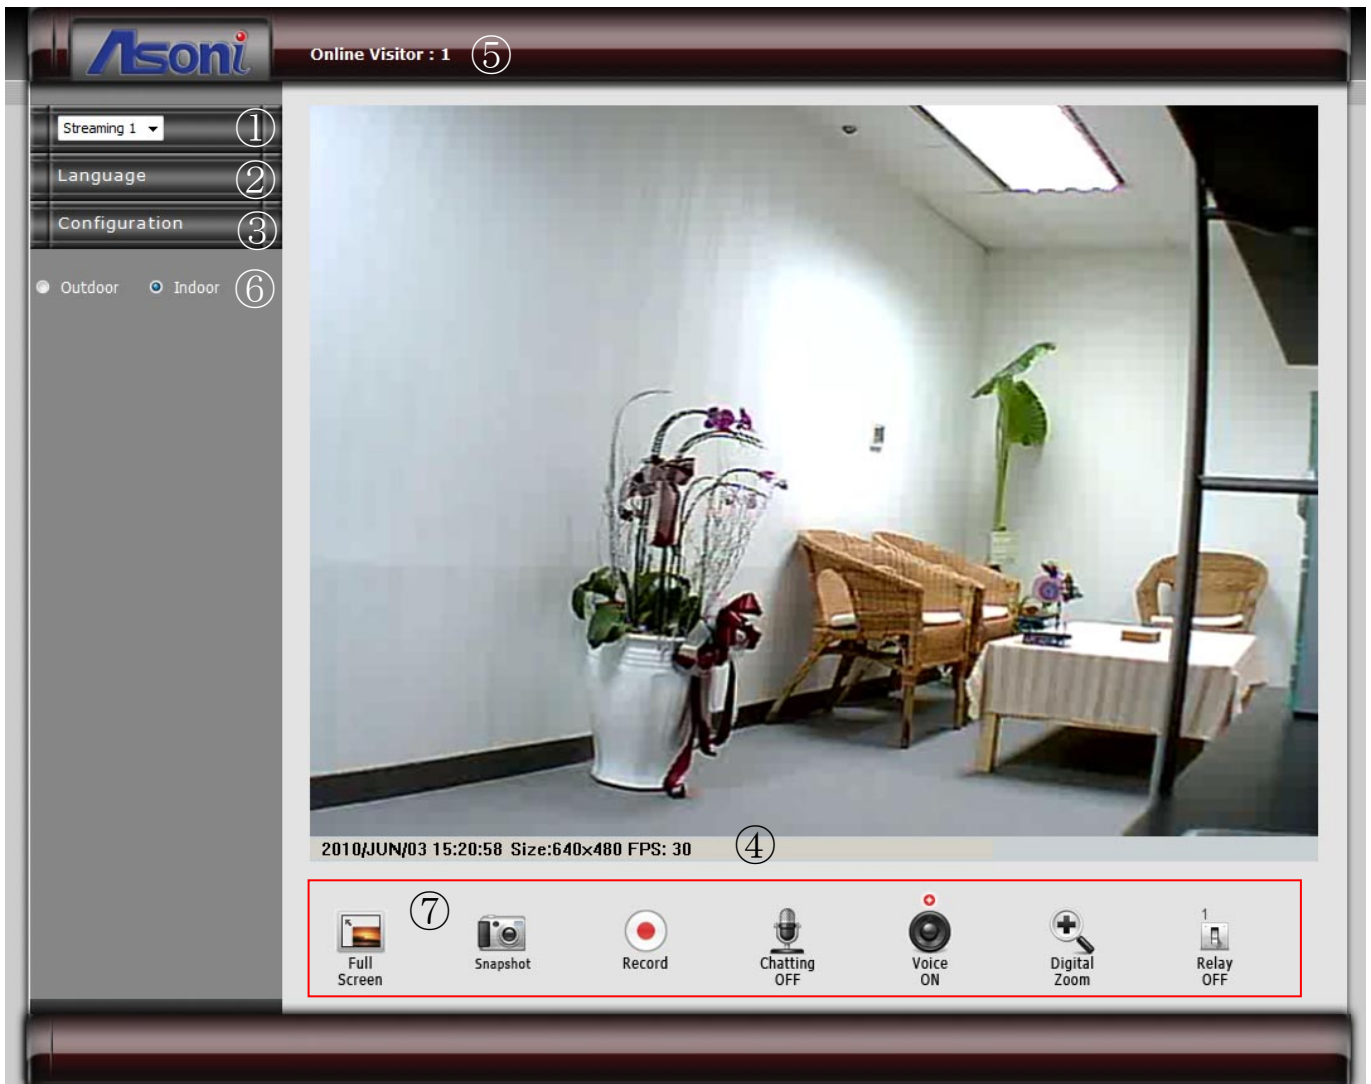 Asoni
Online Visitor : 1 ⑤
Streaming 1 ①
Language ②
Configuration ③
Outdoor Indoor ⑥
2010/JUN/03 15:20:58 Size:640x480 FPS: 30 ④
⑦
Full Screen
Snapshot
Record
Chatting OFF
Voice ON
Digital Zoom
1
Relay OFF